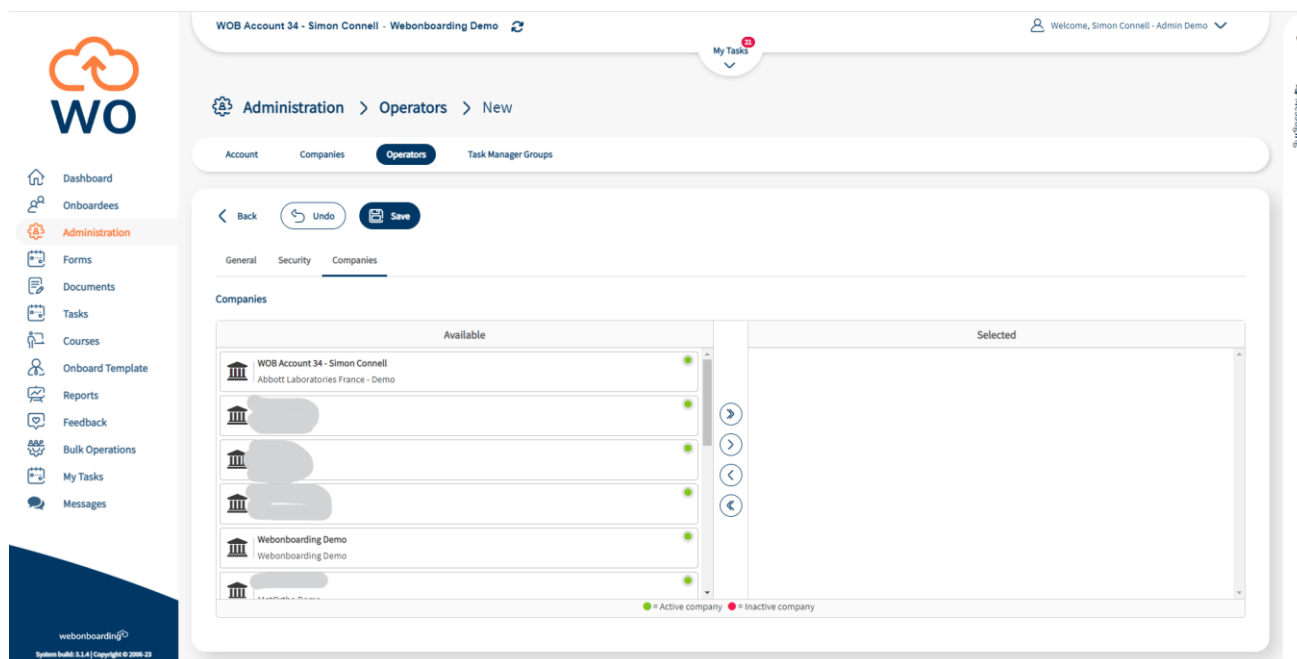 WOB Account 34 - Simon Connell - Webonboarding Demo
Welcome, Simon Connell - Admin Demo
My Tasks
21
WO
Administration > Operators > New
Account Companies Operators Task Manager Groups
Dashboard
Onboardees
Administration
Forms
Documents
Tasks
Courses
Onboard Template
Reports
Feedback
Bulk Operations
My Tasks
Messages
Back Undo Save
General Security Companies
Companies
Available Selected
WOB Account 34 - Simon Connell
Abbott Laboratories France - Demo
Webonboarding Demo
Webonboarding Demo
= Active company = Inactive company
webonboarding
System build: 3.1.4 | Copyright © 2006-23